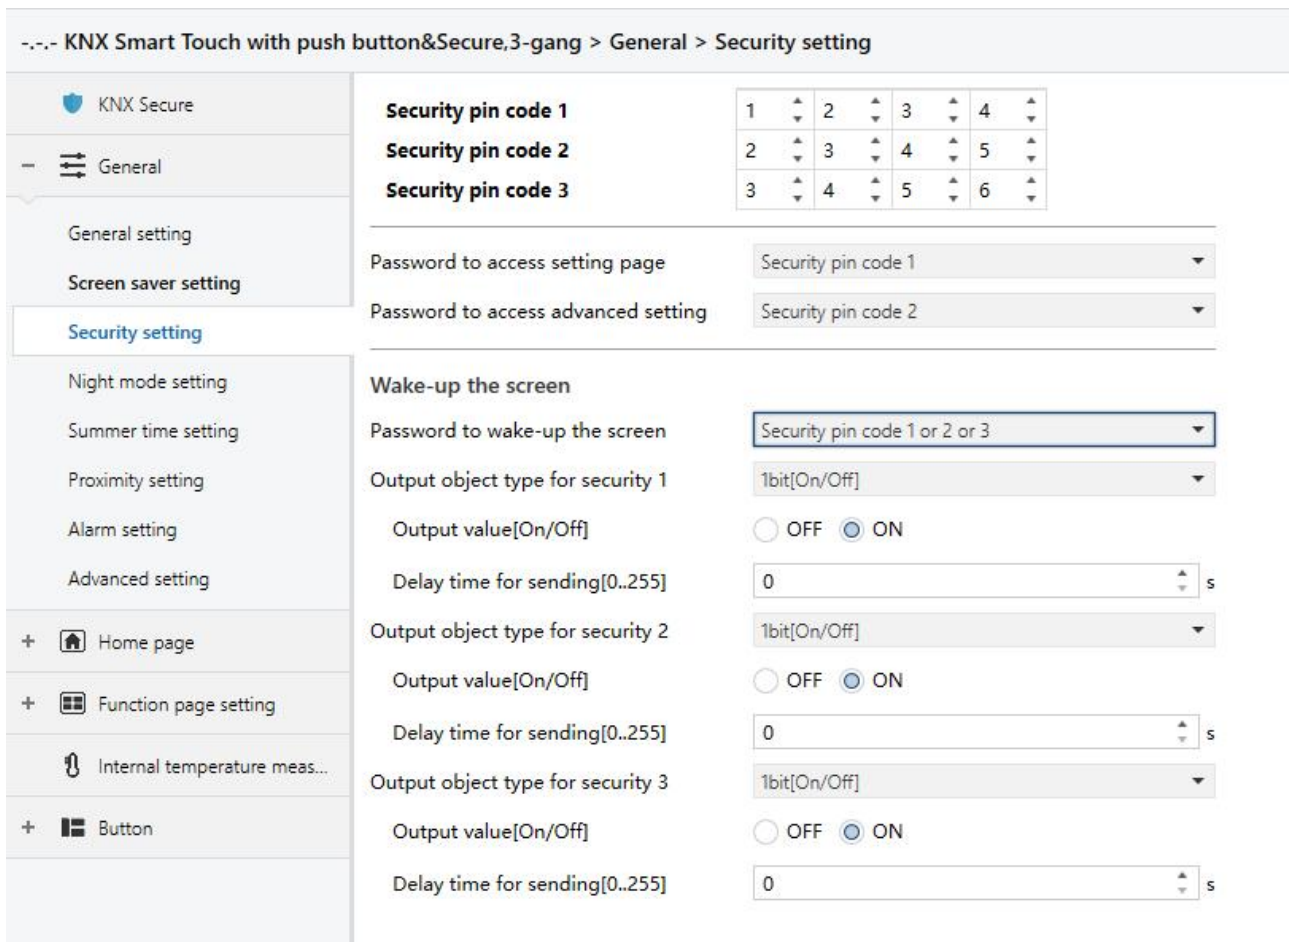 -.-.- KNX Smart Touch with push button&Secure,3-gang > General > Security setting
KNX Secure
General
General setting
Screen saver setting
Security setting
Night mode setting
Summer time setting
Proximity setting
Alarm setting
Advanced setting
Home page
Function page setting
Internal temperature meas...
Button
Security pin code 1 1 2 3 4
Security pin code 2 2 3 4 5
Security pin code 3 3 4 5 6
Password to access setting page Security pin code 1
Password to access advanced setting Security pin code 2
Wake-up the screen
Password to wake-up the screen Security pin code 1 or 2 or 3
Output object type for security 1 1bit[On/Off]
Output value[On/Off] OFF ON
Delay time for sending[0..255] 0 s
Output object type for security 2 1bit[On/Off]
Output value[On/Off] OFF ON
Delay time for sending[0..255] 0 s
Output object type for security 3 1bit[On/Off]
Output value[On/Off] OFF ON
Delay time for sending[0..255] 0 s